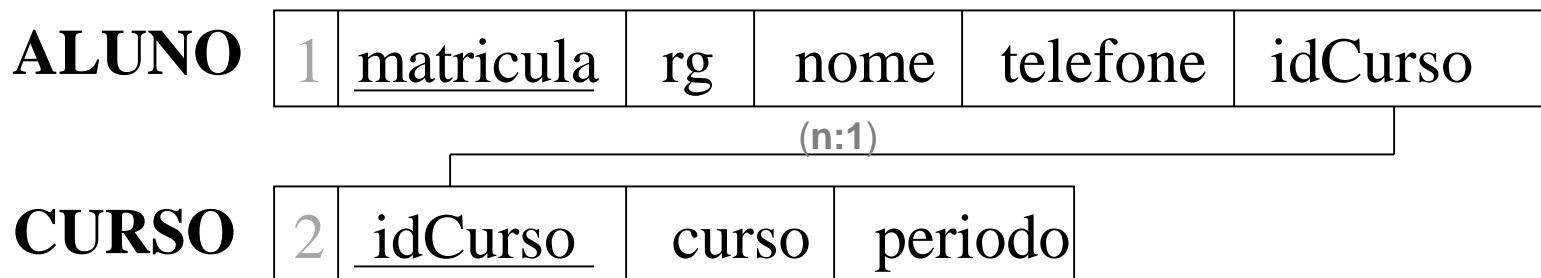 ALUNO 1 matricula rg nome telefone idCurso
(n:1)
CURSO 2 idCurso curso periodo